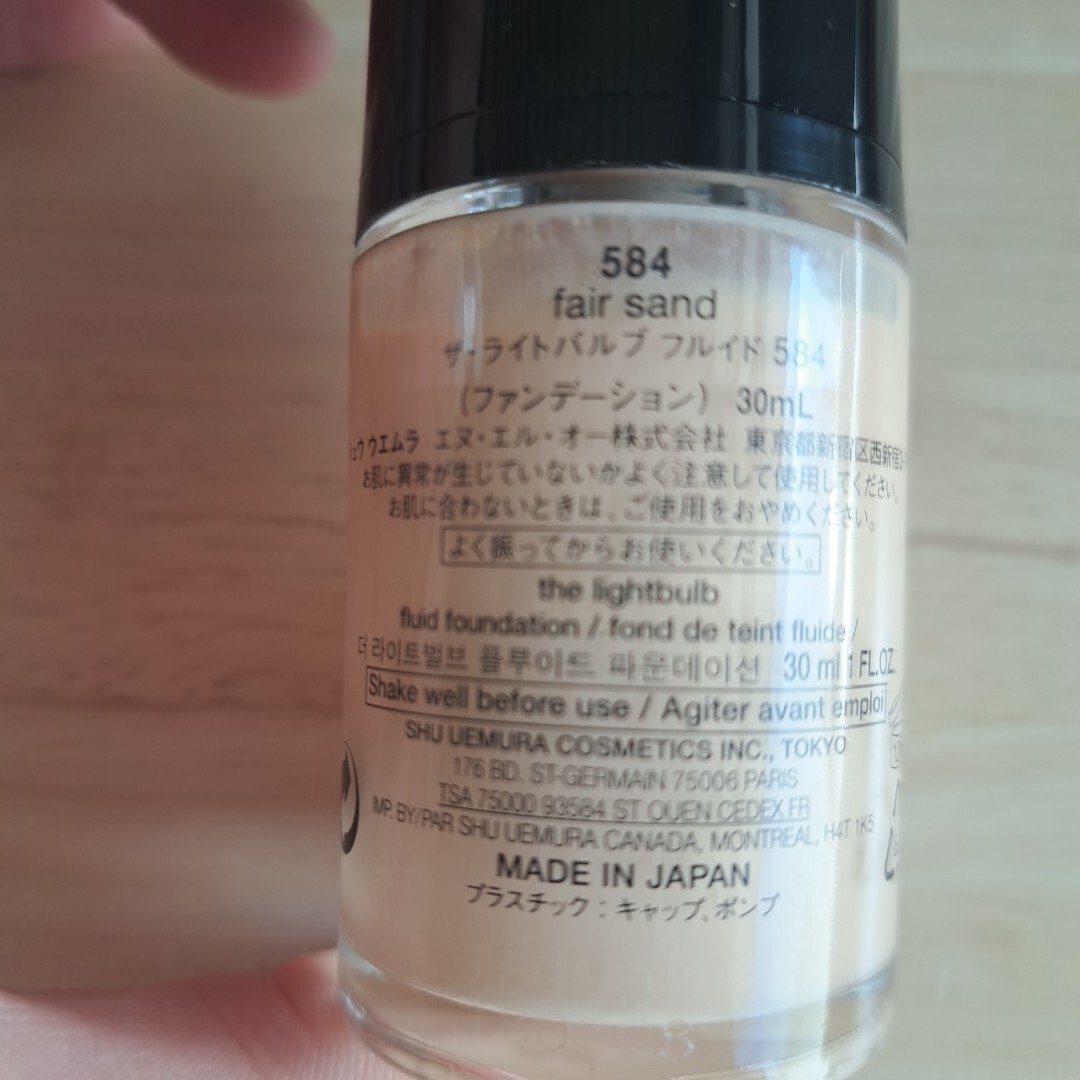 584
fair sand
ザ・ライトバルブ フルイド 584
(ファンデーション) 30mL
ュウ ウエムラ エヌ・エル・オー株式会社 東京都新宿区西新宿
お肌に異常が生じていないかよく注意して使用してください。
お肌に合わないときは、ご使用をおやめください。
よく振ってからお使いください。
the lightbulb
fluid foundation / fond de teint fluide /
더 라이트벌브 플루이드 파운데이션 30 ml 1 FL.OZ.
Shake well before use / Agiter avant emploi
SHU UEMURA COSMETICS INC., TOKYO
176 BD. ST-GERMAIN 75006 PARIS
TSA 75000 93584 ST OUEN CEDEX FR
IMP. BY/PAR SHU UEMURA CANADA, MONTREAL, H4T 1K5
MADE IN JAPAN
プラスチック：キャップ、ポンプ